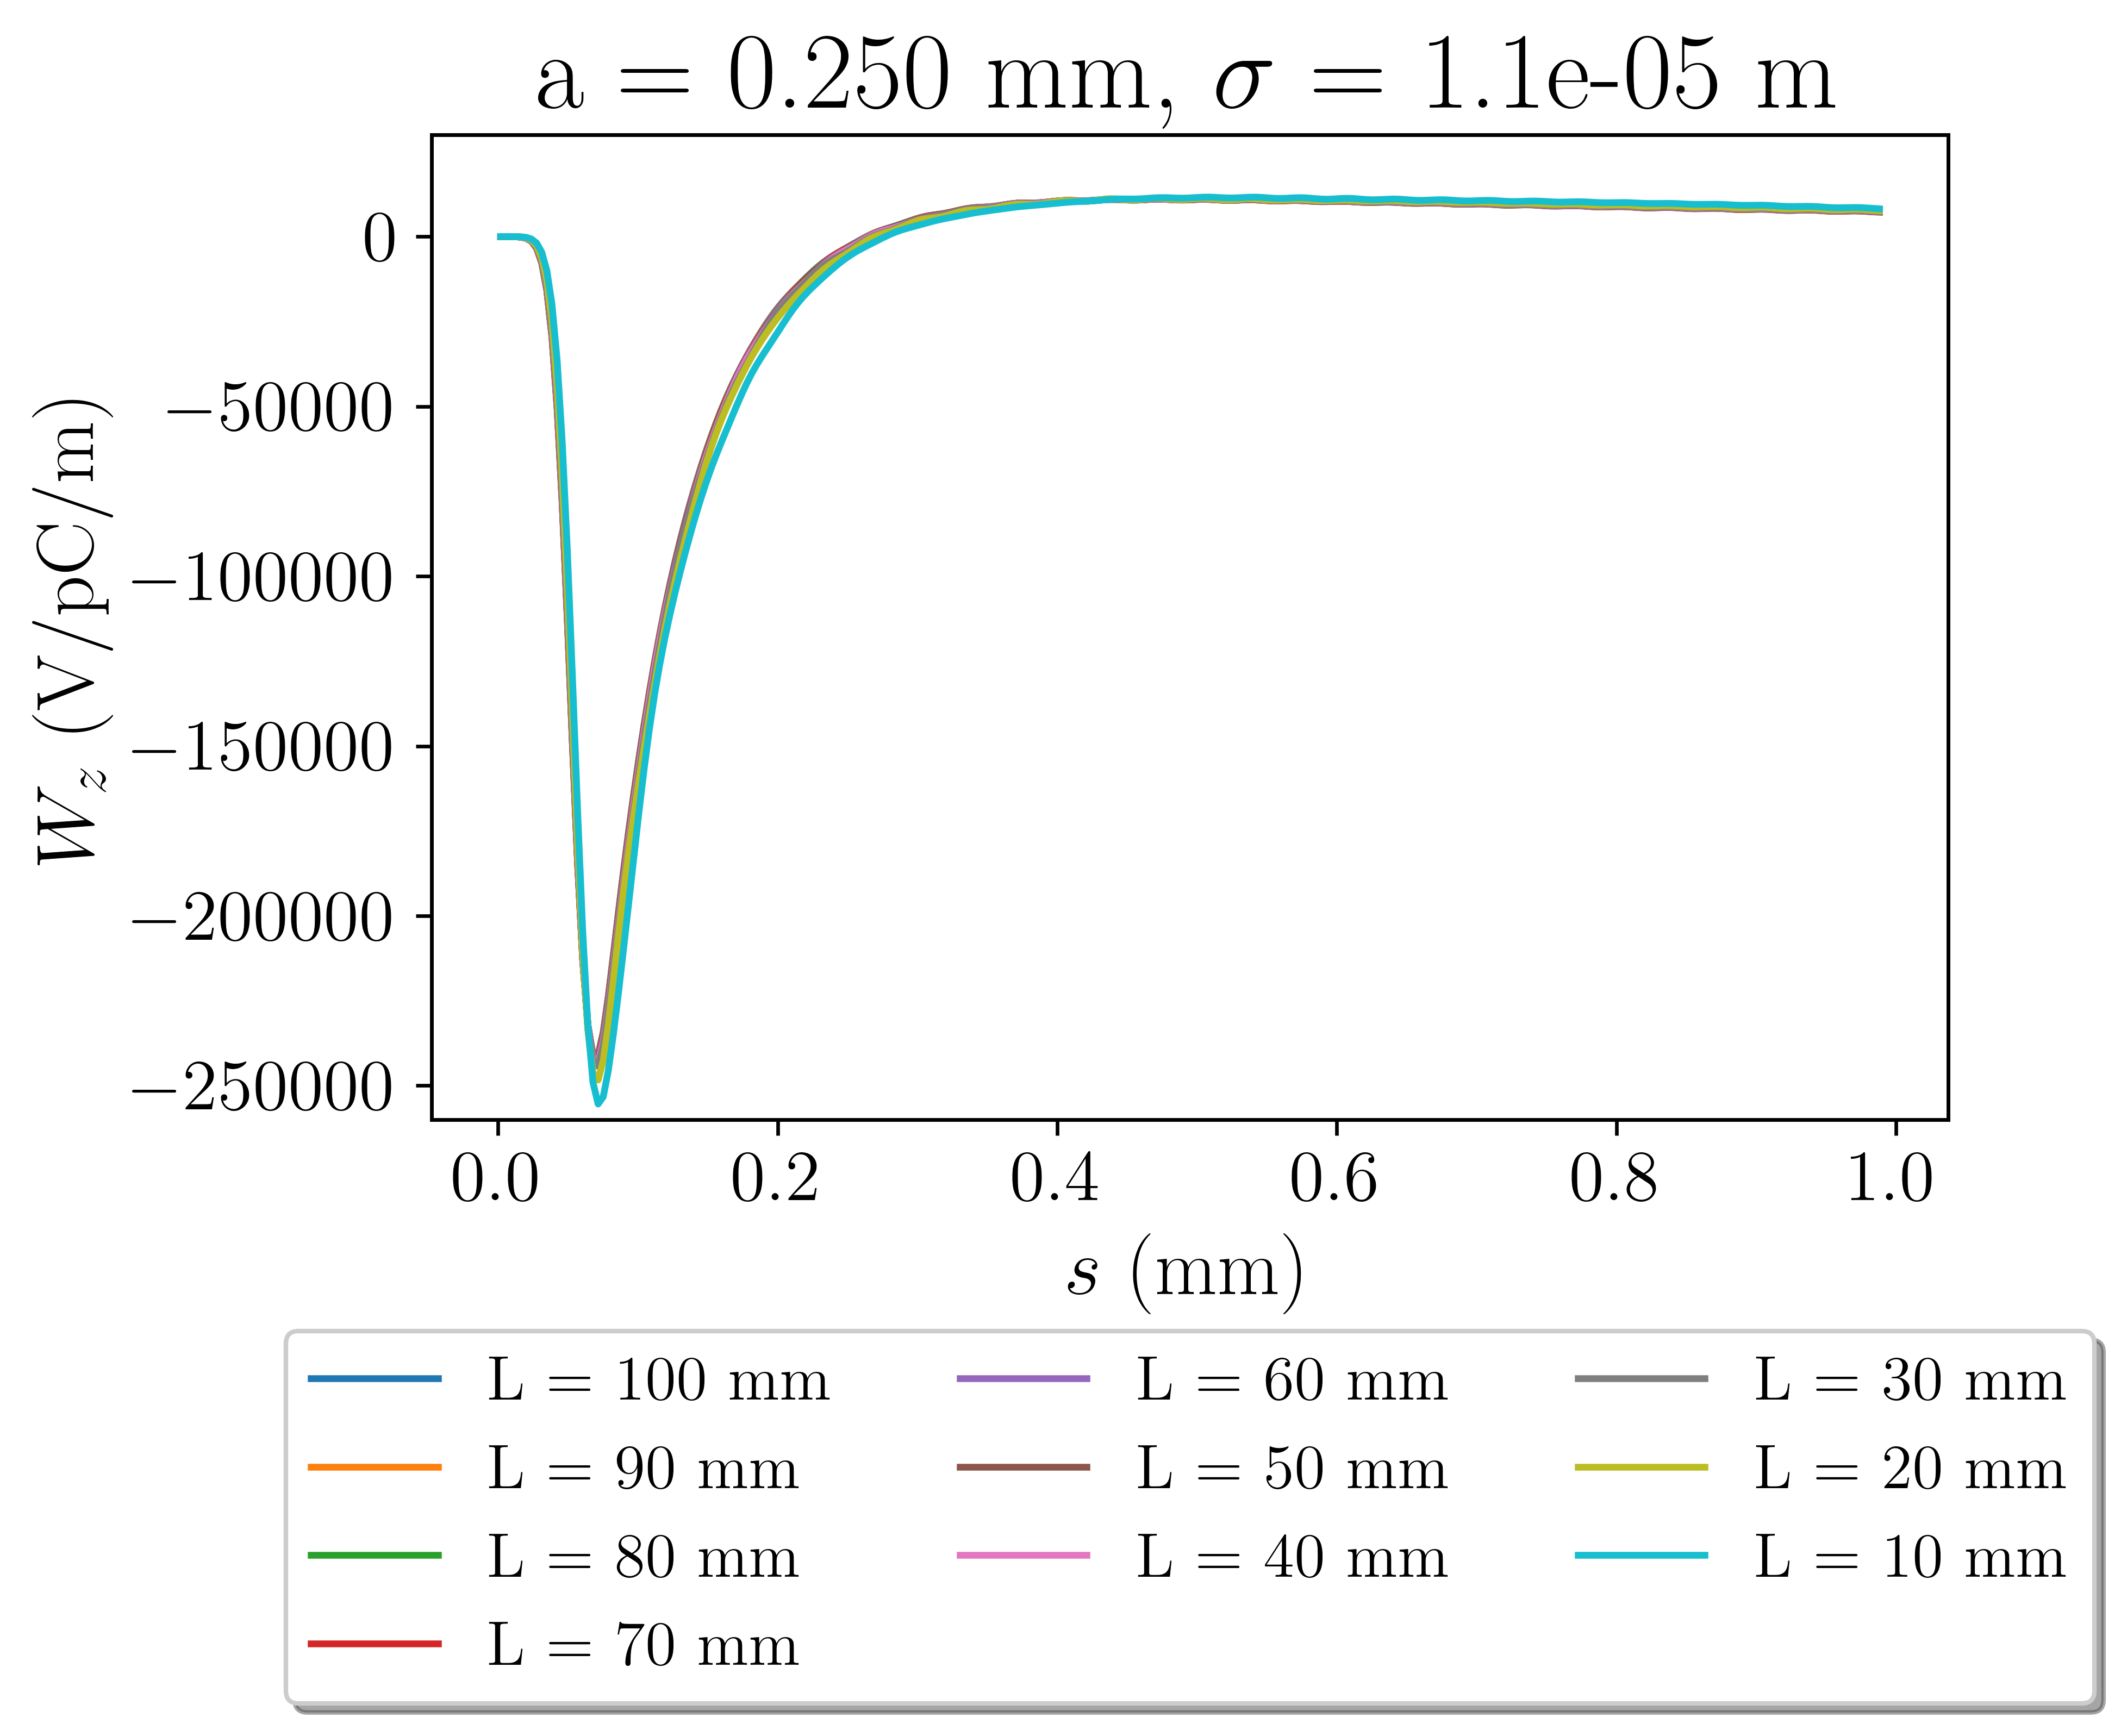 a = 0.250 mm, σ = 1.1e-05 m
W_z (V/pC/m)
0
−50000
−100000
−150000
−200000
−250000
0.0 0.2 0.4 0.6 0.8 1.0
s (mm)
L = 100 mm
L = 90 mm
L = 80 mm
L = 70 mm
L = 60 mm
L = 50 mm
L = 40 mm
L = 30 mm
L = 20 mm
L = 10 mm